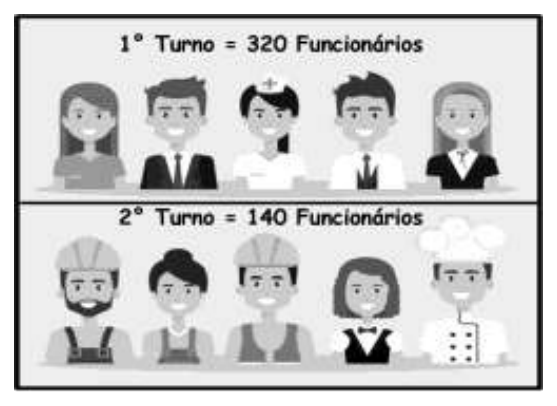 1° Turno = 320 Funcionários
2° Turno = 140 Funcionários